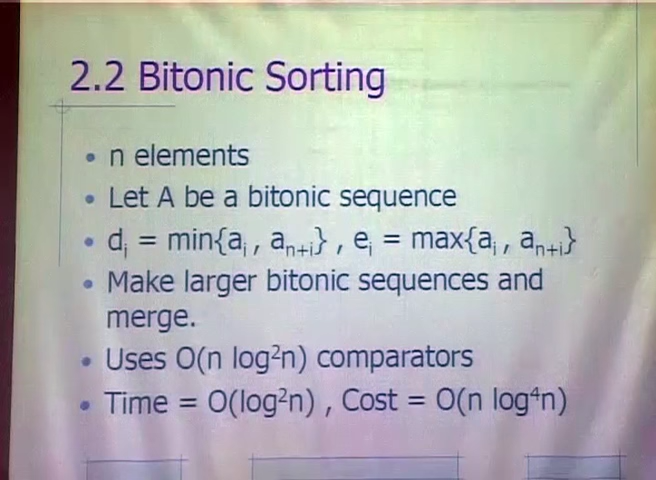 2.2 Bitonic Sorting
• n elements
• Let A be a bitonic sequence
• dᵢ = min{aᵢ , aₙ₊ᵢ} , eᵢ = max{aᵢ , aₙ₊ᵢ}
• Make larger bitonic sequences and
merge.
• Uses O(n log²n) comparators
• Time = O(log²n) , Cost = O(n log⁴n)